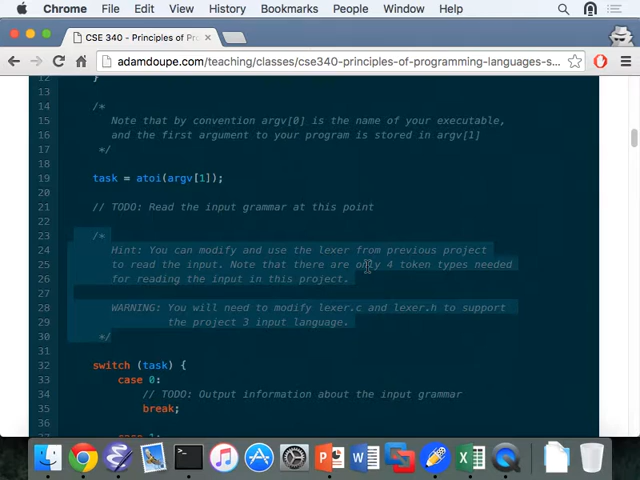 Chrome File Edit View History Bookmarks People Window Help
CSE 340 - Principles of Prog
adamdoupe.com/teaching/classes/cse340-principles-of-programming-languages-s...
12 }
13
14 /*
15 Note that by convention argv[0] is the name of your executable,
16 and the first argument to your program is stored in argv[1]
17 */
18
19 task = atoi(argv[1]);
20
21 // TODO: Read the input grammar at this point
22
23 /*
24 Hint: You can modify and use the lexer from previous project
25 to read the input. Note that there are only 4 token types needed
26 for reading the input in this project.
27
28 WARNING: You will need to modify lexer.c and lexer.h to support
29 the project 3 input language.
30 */
31
32 switch (task) {
33 case 0:
34 // TODO: Output information about the input grammar
35 break;
36